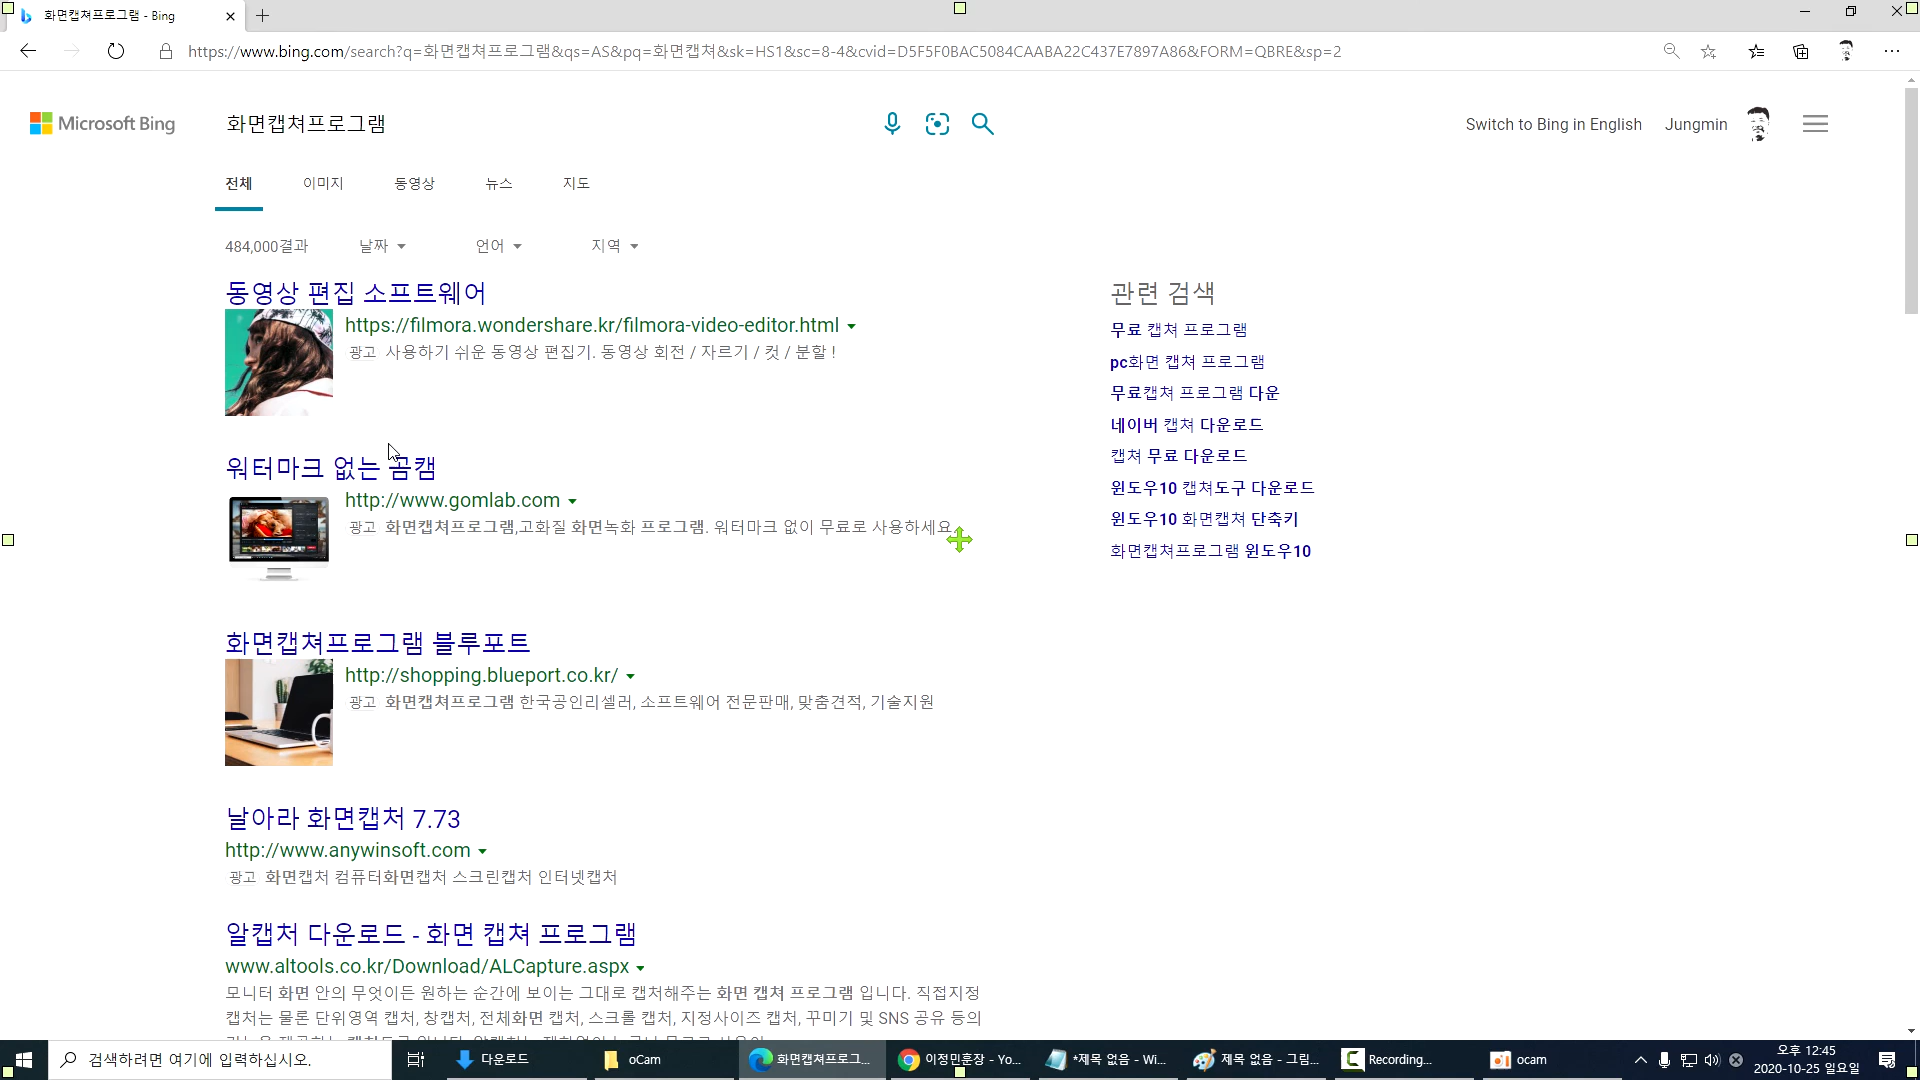 화면캡쳐프로그램 - Bing
https://www.bing.com/search?q=화면캡쳐프로그램&qs=AS&pq=화면캡쳐&sk=HS1&sc=8-4&cvid=D5F5F0BAC5084CAABA22C437E7897A86&FORM=QBRE&sp=2
Microsoft Bing
화면캡쳐프로그램
Switch to Bing in English
Jungmin
전체 이미지 동영상 뉴스 지도
484,000결과 날짜 언어 지역
동영상 편집 소프트웨어
https://filmora.wondershare.kr/filmora-video-editor.html
광고 사용하기 쉬운 동영상 편집기. 동영상 회전 / 자르기 / 컷 / 분할 !
워터마크 없는 곰캠
http://www.gomlab.com
광고 화면캡쳐프로그램,고화질 화면녹화 프로그램. 워터마크 없이 무료로 사용하세요.
화면캡쳐프로그램 블루포트
http://shopping.blueport.co.kr/
광고 화면캡쳐프로그램 한국공인리셀러, 소프트웨어 전문판매, 맞춤견적, 기술지원
날아라 화면캡처 7.73
http://www.anywinsoft.com
광고 화면캡처 컴퓨터화면캡처 스크린캡처 인터넷캡처
알캡처 다운로드 - 화면 캡쳐 프로그램
www.altools.co.kr/Download/ALCapture.aspx
모니터 화면 안의 무엇이든 원하는 순간에 보이는 그대로 캡처해주는 화면 캡쳐 프로그램 입니다. 직접지정
캡처는 물론 단위영역 캡처, 창캡처, 전체화면 캡처, 스크롤 캡처, 지정사이즈 캡처, 꾸미기 및 SNS 공유 등의
관련 검색
무료 캡쳐 프로그램
pc화면 캡쳐 프로그램
무료캡쳐 프로그램 다운
네이버 캡쳐 다운로드
캡쳐 무료 다운로드
윈도우10 캡쳐도구 다운로드
윈도우10 화면캡쳐 단축키
화면캡쳐프로그램 윈도우10
검색하려면 여기에 입력하십시오.
다운로드
oCam
화면캡쳐프로그...
이정민훈장 - Yo...
*제목 없음 - Wi...
제목 없음 - 그림...
Recording...
ocam
오후 12:45
2020-10-25 일요일